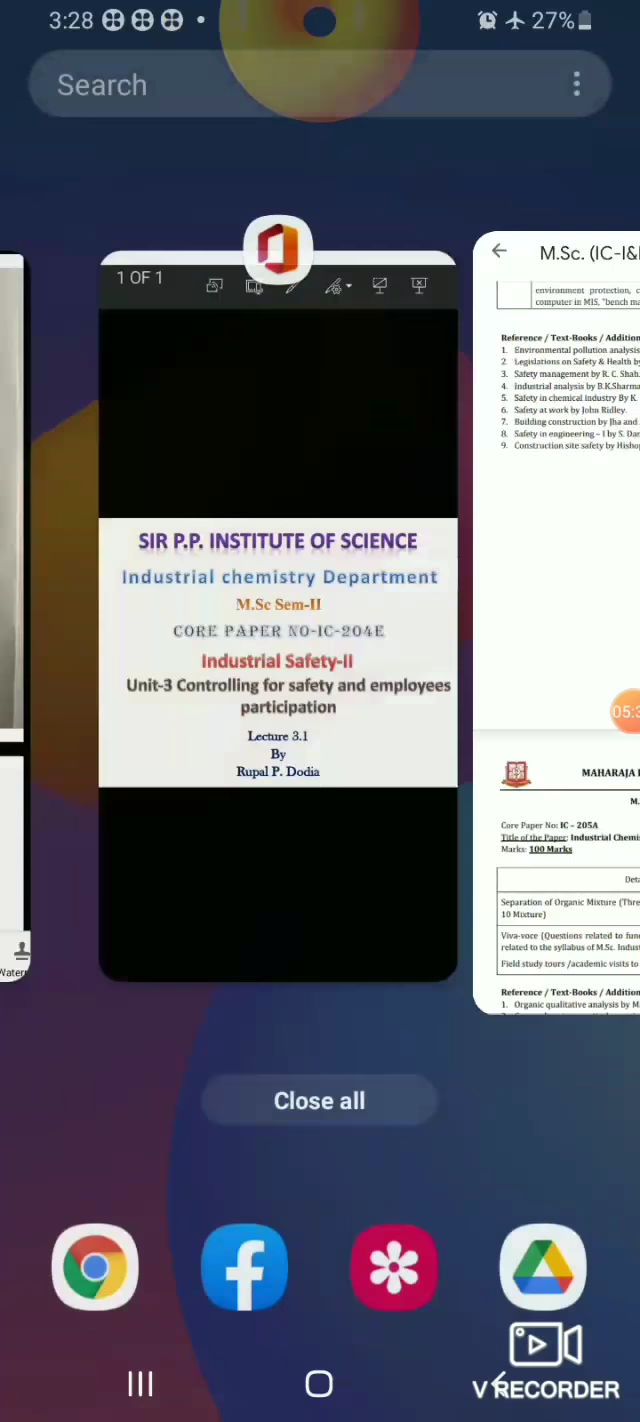 3:28
27%
Search
1 OF 1
SIR P.P. INSTITUTE OF SCIENCE
Industrial chemistry Department
M.Sc Sem-II
CORE PAPER NO-IC-204E
Industrial Safety-II
Unit-3 Controlling for safety and employees
participation
Lecture 3.1
By
Rupal P. Dodia
M.Sc. (IC-I&
environment protection, c
computer in MIS, "bench ma
Reference / Text-Books / Addition
1. Environmental pollution analysis
2. Legislations on Safety & Health by
3. Safety management by R. C. Shah.
4. Industrial analysis by B.K.Sharma
5. Safety in chemical industry By K.
6. Safety at work by John Ridley.
7. Building construction by Jha and
8. Safety in engineering – I by S. Dan
9. Construction site safety by Hishop
05:3
MAHARAJA
M.
Core Paper No: IC – 205A
Title of the Paper: Industrial Chemi
Marks: 100 Marks
Deta
Separation of Organic Mixture (Thre
10 Mixture)
Viva-voce (Questions related to fund
related to the syllabus of M.Sc. Indust
Field study tours /academic visits to
Reference / Text-Books / Addition
1. Organic qualitative analysis by M
Water
Close all
V RECORDER